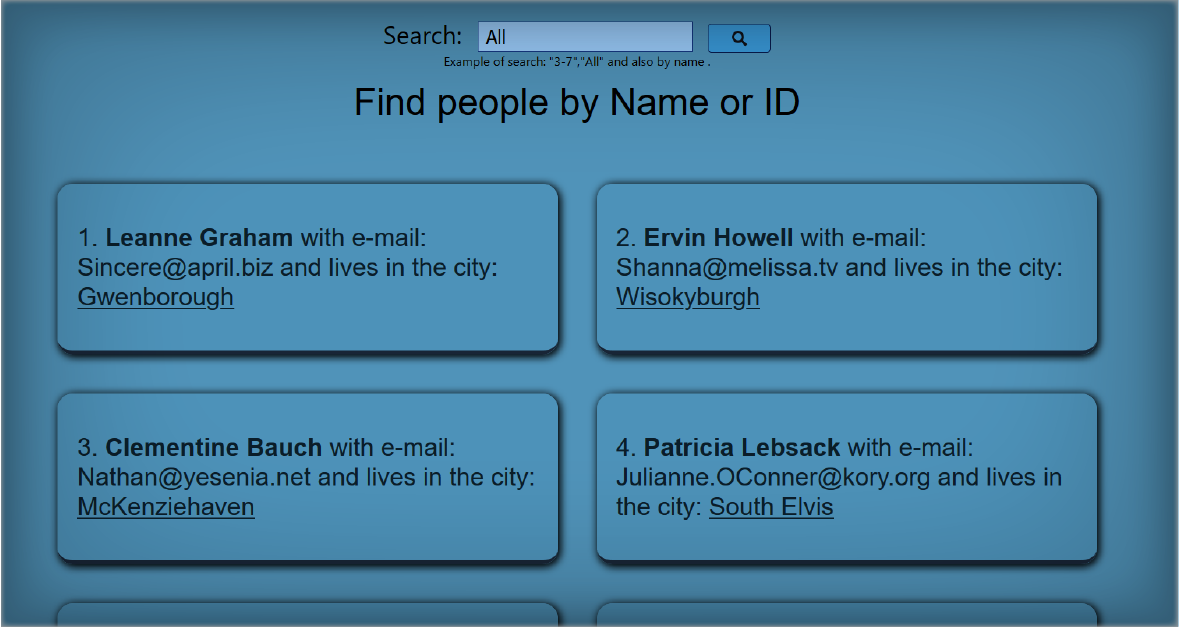 Search: All
Example of search: "3-7","All" and also by name .
Find people by Name or ID
1. Leanne Graham with e-mail:
Sincere@april.biz and lives in the city:
Gwenborough
2. Ervin Howell with e-mail:
Shanna@melissa.tv and lives in the city:
Wisokyburgh
3. Clementine Bauch with e-mail:
Nathan@yesenia.net and lives in the city:
McKenziehaven
4. Patricia Lebsack with e-mail:
Julianne.OConner@kory.org and lives in
the city: South Elvis